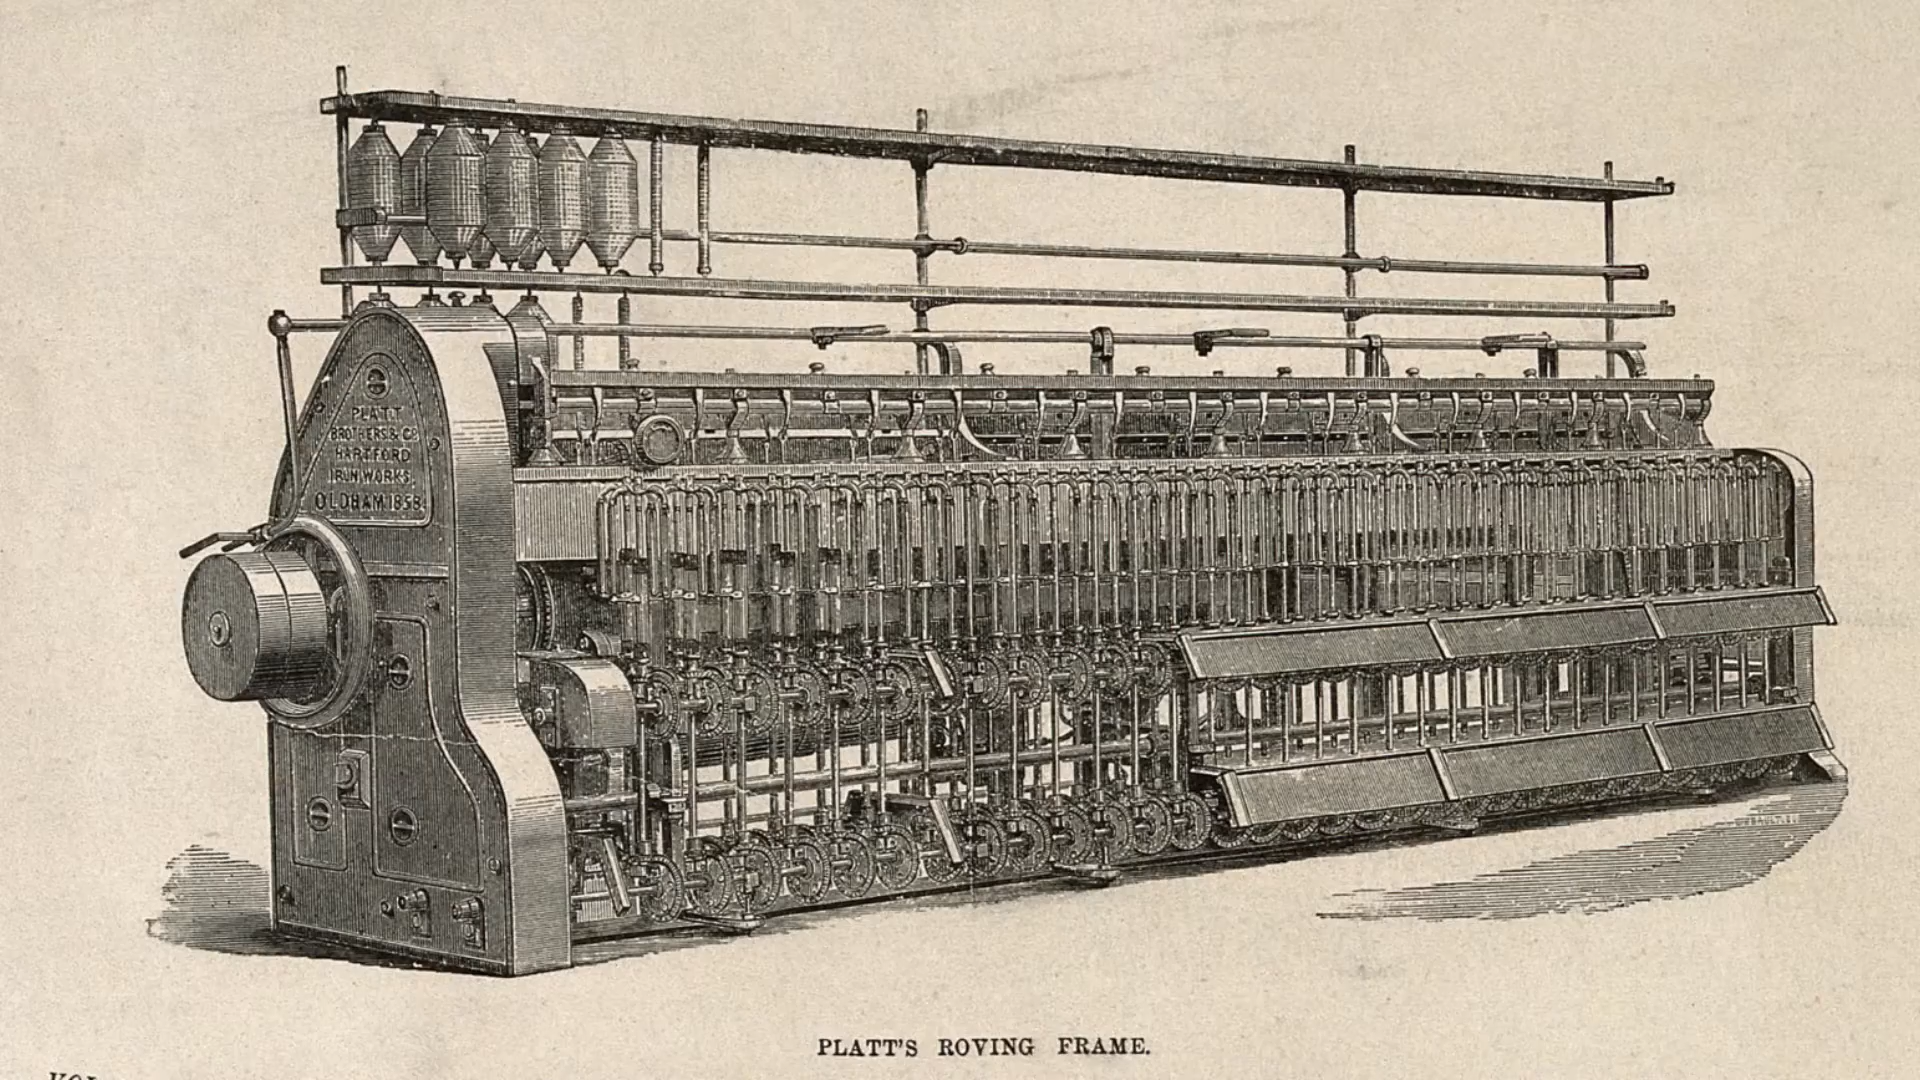 PLATT
BROTHERS & CO
HARTFORD
IRON WORKS
OLDHAM 1858
PLATT'S ROVING FRAME.